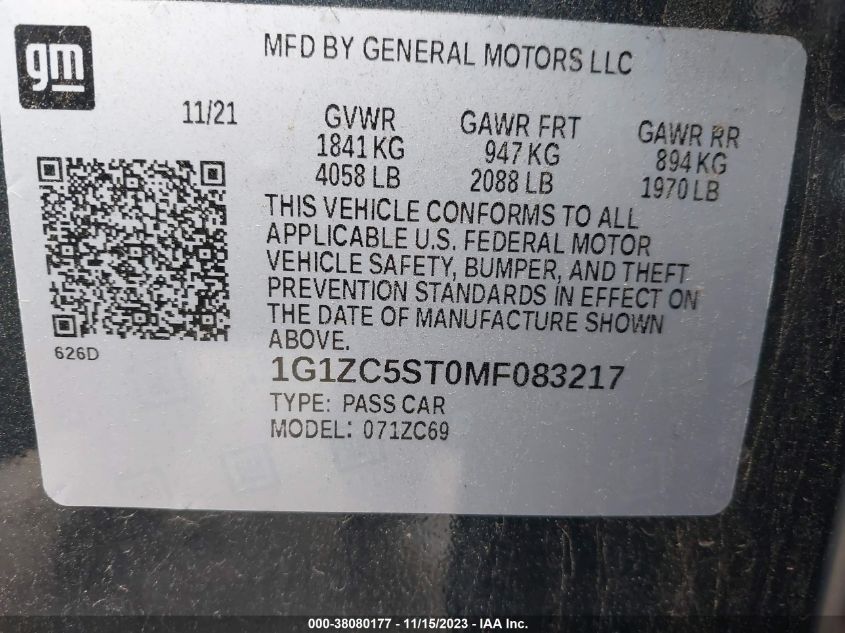 gm
MFD BY GENERAL MOTORS LLC
11/21 GVWR GAWR FRT GAWR RR
1841 KG 947 KG 894 KG
4058 LB 2088 LB 1970 LB
THIS VEHICLE CONFORMS TO ALL
APPLICABLE U.S. FEDERAL MOTOR
VEHICLE SAFETY, BUMPER, AND THEFT
PREVENTION STANDARDS IN EFFECT ON
THE DATE OF MANUFACTURE SHOWN
ABOVE.
626D
1G1ZC5ST0MF083217
TYPE: PASS CAR
MODEL: 071ZC69
000-38080177 - 11/15/2023 - IAA Inc.